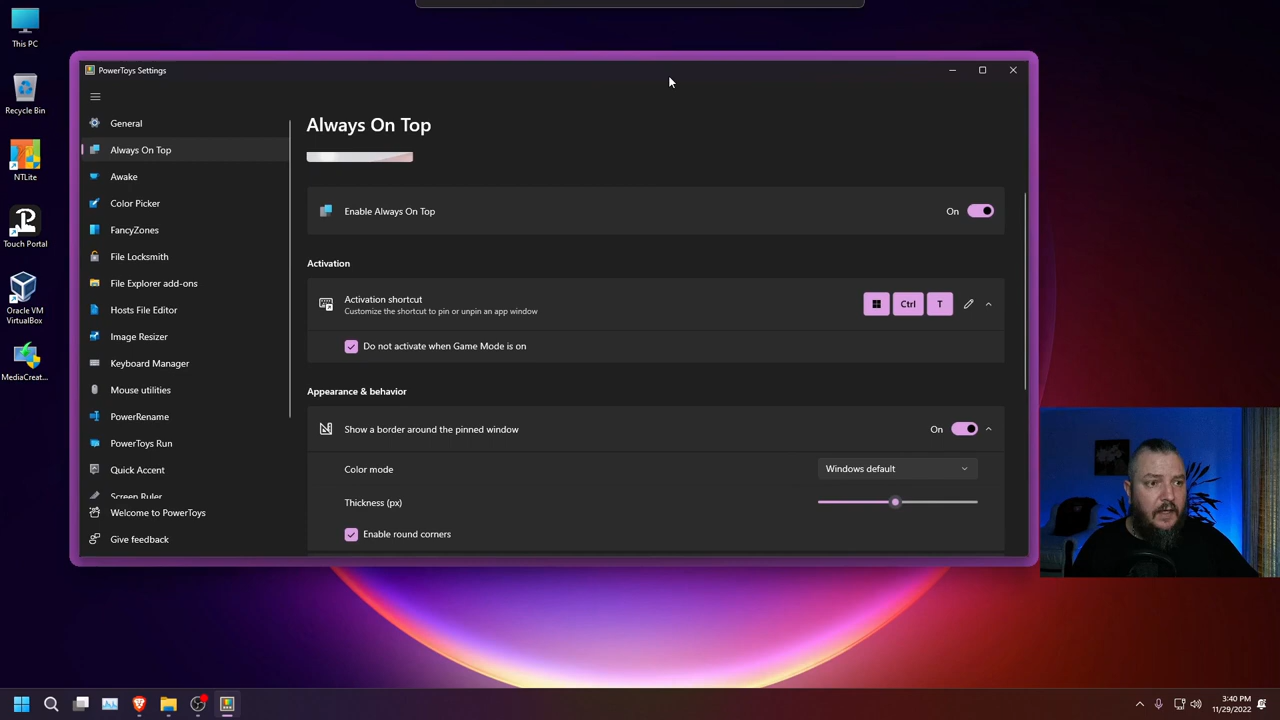 This PC
Recycle Bin
NTLite
Touch Portal
Oracle VM
VirtualBox
MediaCreat...
PowerToys Settings
General
Always On Top
Awake
Color Picker
FancyZones
File Locksmith
File Explorer add-ons
Hosts File Editor
Image Resizer
Keyboard Manager
Mouse utilities
PowerRename
PowerToys Run
Quick Accent
Screen Ruler
Welcome to PowerToys
Give feedback
Always On Top
Enable Always On Top
On
Activation
Activation shortcut
Customize the shortcut to pin or unpin an app window
Ctrl
T
Do not activate when Game Mode is on
Appearance & behavior
Show a border around the pinned window
On
Color mode
Windows default
Thickness (px)
Enable round corners
3:40 PM
11/29/2022